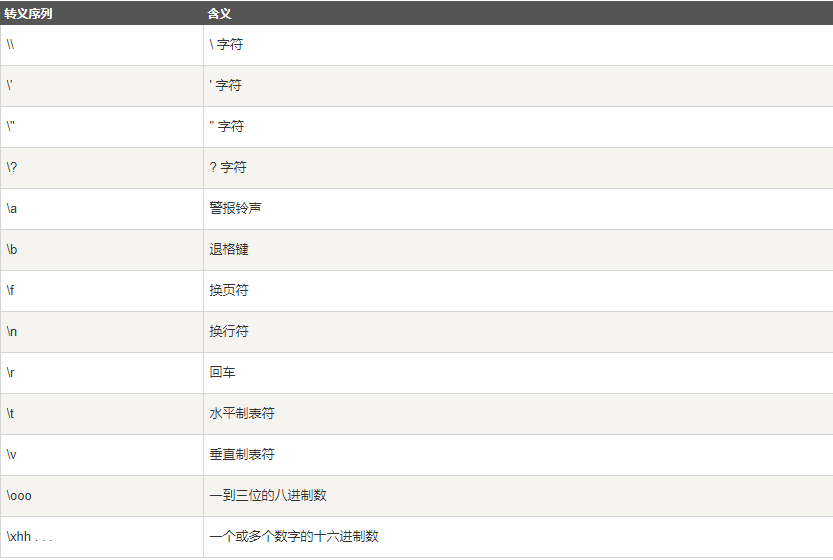 转义序列 含义
\\ \ 字符
\' ' 字符
\" " 字符
\? ? 字符
\a 警报铃声
\b 退格键
\f 换页符
\n 换行符
\r 回车
\t 水平制表符
\v 垂直制表符
\ooo 一到三位的八进制数
\xhh . . . 一个或多个数字的十六进制数